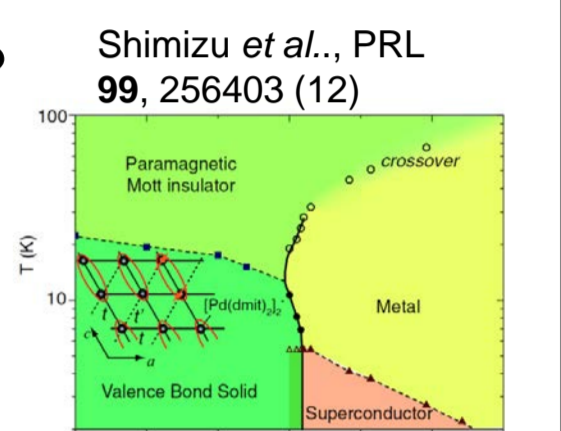 Shimizu et al.., PRL
99, 256403 (12)
100
Paramagnetic
Mott insulator
crossover
T (K)
10
[Pd(dmit)₂]₂
Metal
t
t'
t
c
a
Valence Bond Solid
Superconductor